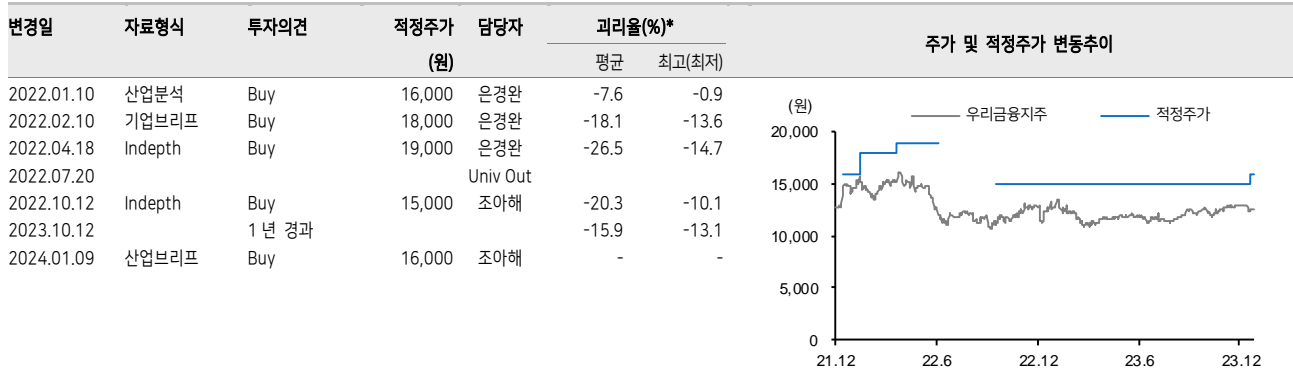 변경일 자료형식 투자의견 적정주가 담당자 괴리율(%)* 주가 및 적정주가 변동추이
(원) 평균 최고(최저)
2022.01.10 산업분석 Buy 16,000 은경완 -7.6 -0.9
2022.02.10 기업브리프 Buy 18,000 은경완 -18.1 -13.6
2022.04.18 Indepth Buy 19,000 은경완 -26.5 -14.7
2022.07.20 Univ Out
2022.10.12 Indepth Buy 15,000 조아해 -20.3 -10.1
2023.10.12 1년 경과 -15.9 -13.1
2024.01.09 산업브리프 Buy 16,000 조아해 - -
(원) 우리금융지주 적정주가
20,000
15,000
10,000
5,000
0
21.12 22.6 22.12 23.6 23.12